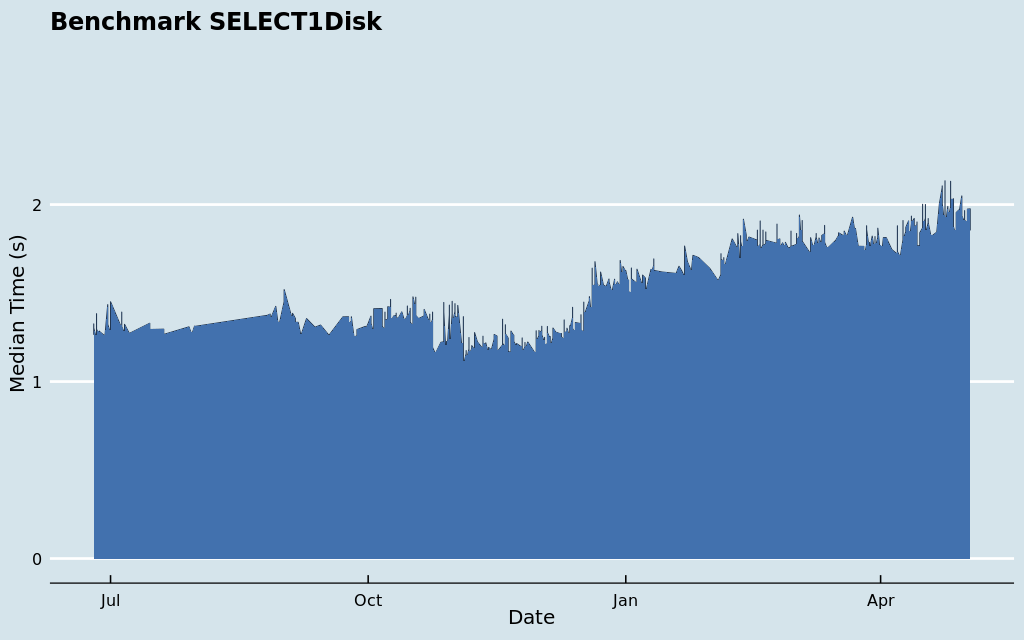 Benchmark SELECT1Disk
Median Time (s)
2
1
0
Jul Oct Jan Apr
Date